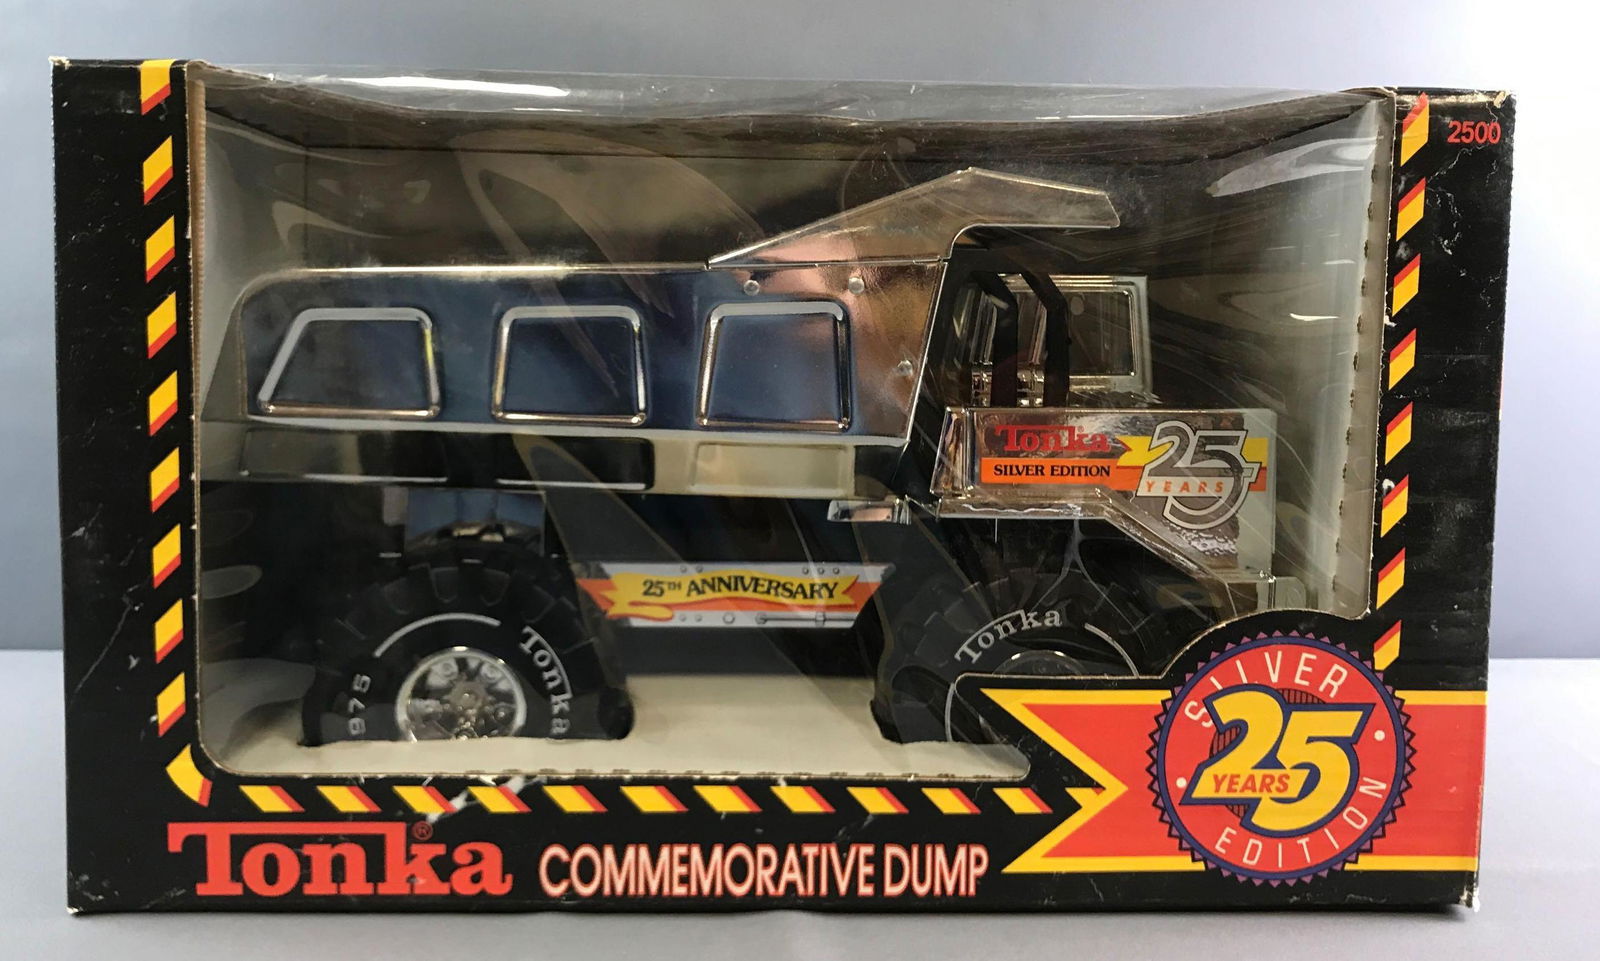 2500
Tonka
SILVER EDITION
25
YEARS
25TH ANNIVERSARY
Tonka
975
Tonka
SILVER
25
YEARS
EDITION
Tonka®
COMMEMORATIVE DUMP